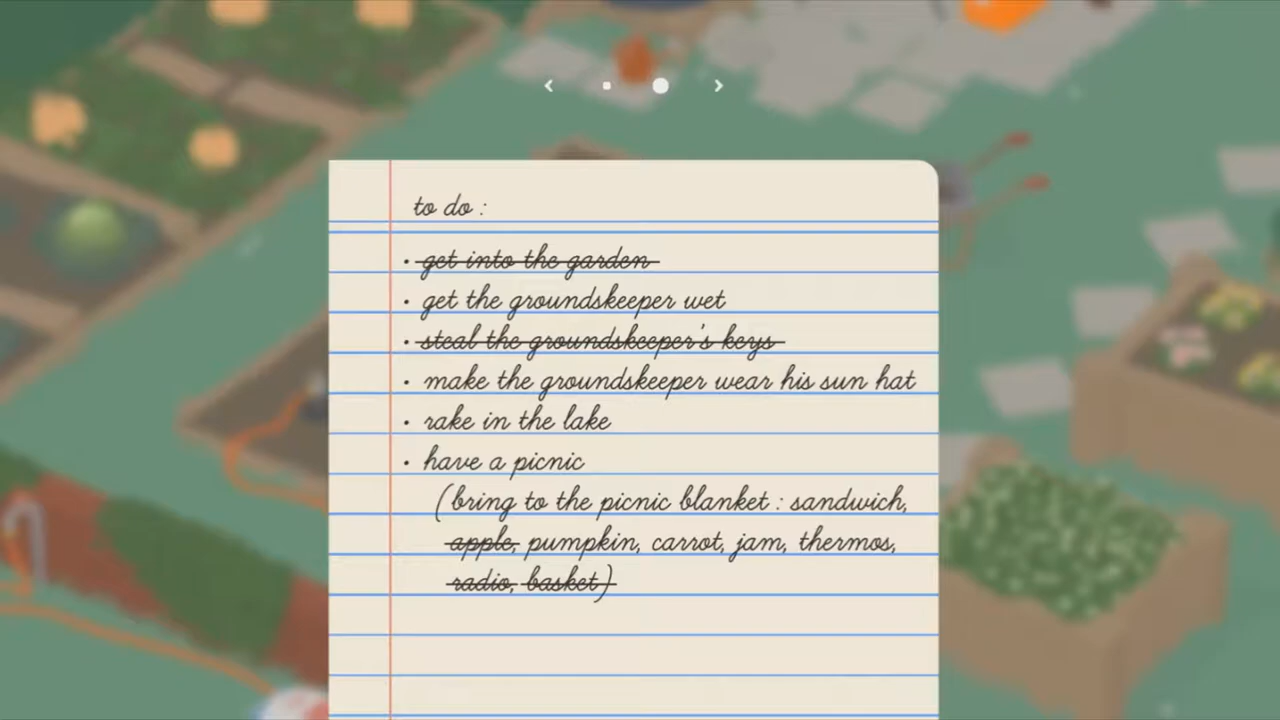 to do :
• get into the garden
• get the groundskeeper wet
• steal the groundskeeper's keys
• make the groundskeeper wear his sun hat
• rake in the lake
• have a picnic
(bring to the picnic blanket : sandwich,
apple, pumpkin, carrot, jam, thermos,
radio, basket)